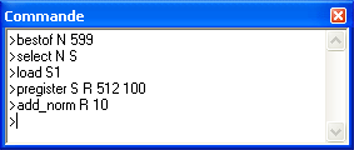 Commande
>bestof N 599
>select N S
>load S1
>pregister S R 512 100
>add_norm R 10
>